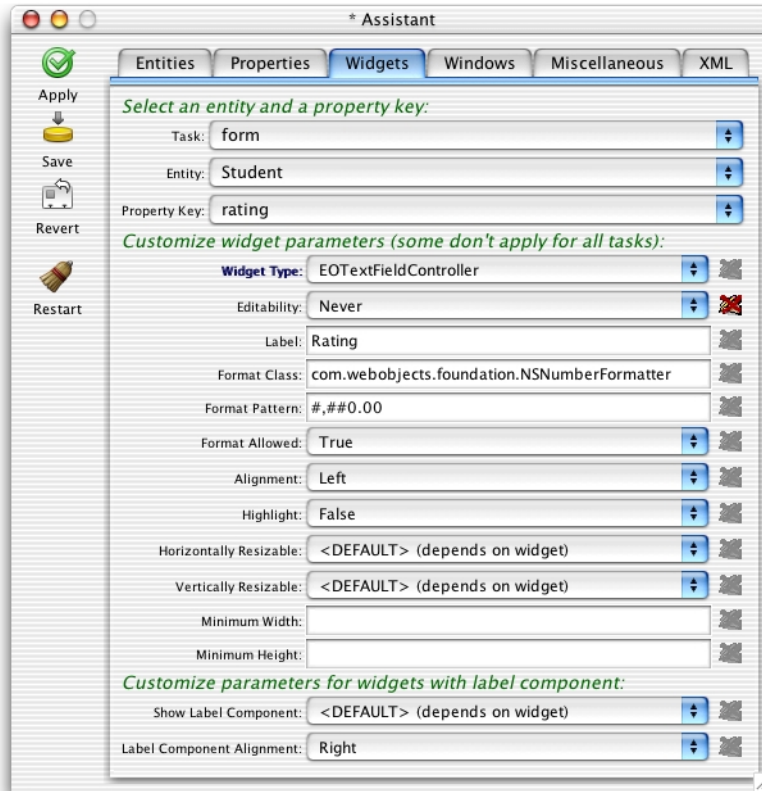 * Assistant
Entities Properties Widgets Windows Miscellaneous XML
Apply
Save
Revert
Restart
Select an entity and a property key:
Task: form
Entity: Student
Property Key: rating
Customize widget parameters (some don't apply for all tasks):
Widget Type: EOTextFieldController
Editability: Never
Label: Rating
Format Class: com.webobjects.foundation.NSNumberFormatter
Format Pattern: #,##0.00
Format Allowed: True
Alignment: Left
Highlight: False
Horizontally Resizable: <DEFAULT> (depends on widget)
Vertically Resizable: <DEFAULT> (depends on widget)
Minimum Width:
Minimum Height:
Customize parameters for widgets with label component:
Show Label Component: <DEFAULT> (depends on widget)
Label Component Alignment: Right